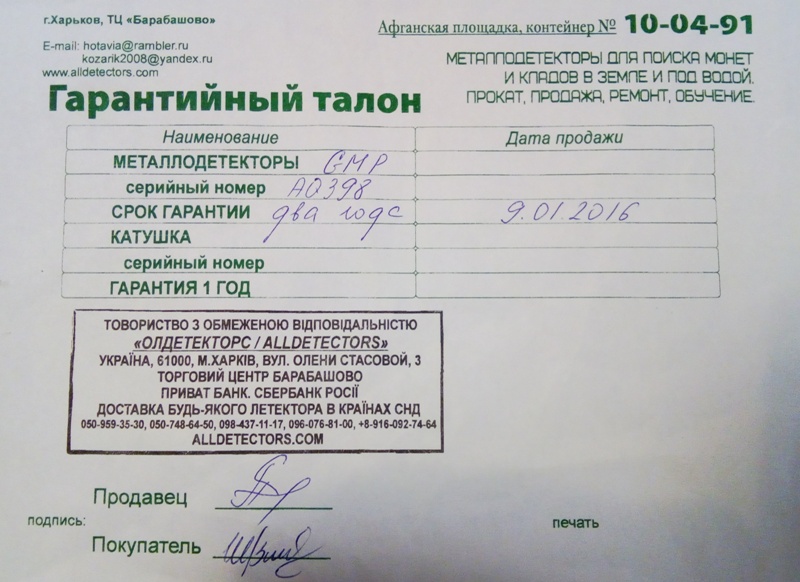 г.Харьков, ТЦ «Барабашово»
Афганская площадка, контейнер № 10-04-91
E-mail: hotavia@rambler.ru
kozarik2008@yandex.ru
www.alldetectors.com
МЕТАЛЛОДЕТЕКТОРЫ ДЛЯ ПОИСКА МОНЕТ
И КЛАДОВ В ЗЕМЛЕ И ПОД ВОДОЙ.
ПРОКАТ, ПРОДАЖА, РЕМОНТ, ОБУЧЕНИЕ.
Гарантийный талон
Наименование Дата продажи
МЕТАЛЛОДЕТЕКТОРЫ GMP
серийный номер AQ398
СРОК ГАРАНТИИ два года 9.01.2016
КАТУШКА
серийный номер
ГАРАНТИЯ 1 ГОД
ТОВОРИСТВО З ОБМЕЖЕНОЮ ВІДПОВІДАЛЬНІСТЮ
«ОЛДЕТЕКТОРС / ALLDETECTORS»
УКРАЇНА, 61000, М.ХАРКІВ, ВУЛ. ОЛЕНИ СТАСОВОЙ, 3
ТОРГОВИЙ ЦЕНТР БАРАБАШОВО
ПРИВАТ БАНК. СБЕРБАНК РОСІЇ
ДОСТАВКА БУДЬ-ЯКОГО ЛЕТЕКТОРА В КРАЇНАХ СНД
050-959-35-30, 050-748-64-50, 098-437-11-17, 096-076-81-00, +8-916-092-74-64
ALLDETECTORS.COM
Продавец
подпись: печать
Покупатель